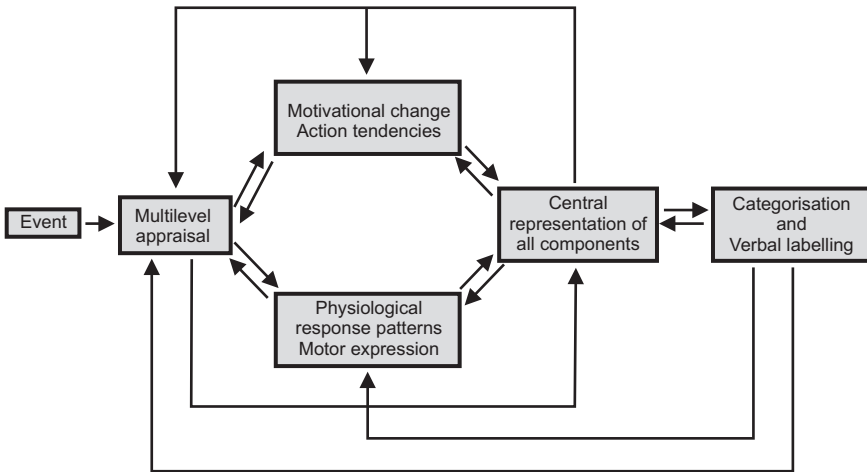 Motivational change
Action tendencies
Event
Multilevel
appraisal
Central
representation of
all components
Categorisation
and
Verbal labelling
Physiological
response patterns
Motor expression